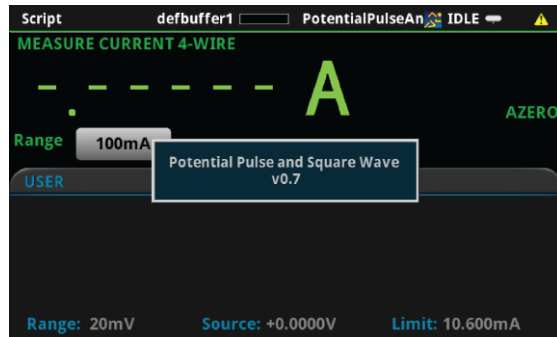 Script defbuffer1 PotentialPulseAn IDLE
MEASURE CURRENT 4-WIRE
-.----- A
AZERO
Range 100mA
Potential Pulse and Square Wave
v0.7
USER
Range: 20mV Source: +0.0000V Limit: 10.600mA